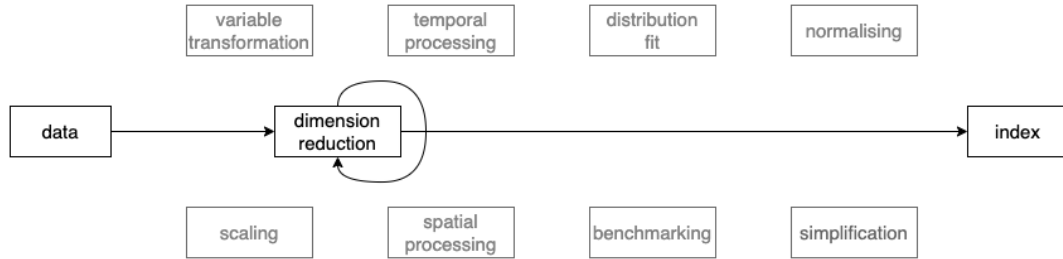 variable
transformation
temporal
processing
distribution
fit
normalising
data
dimension
reduction
index
scaling
spatial
processing
benchmarking
simplification